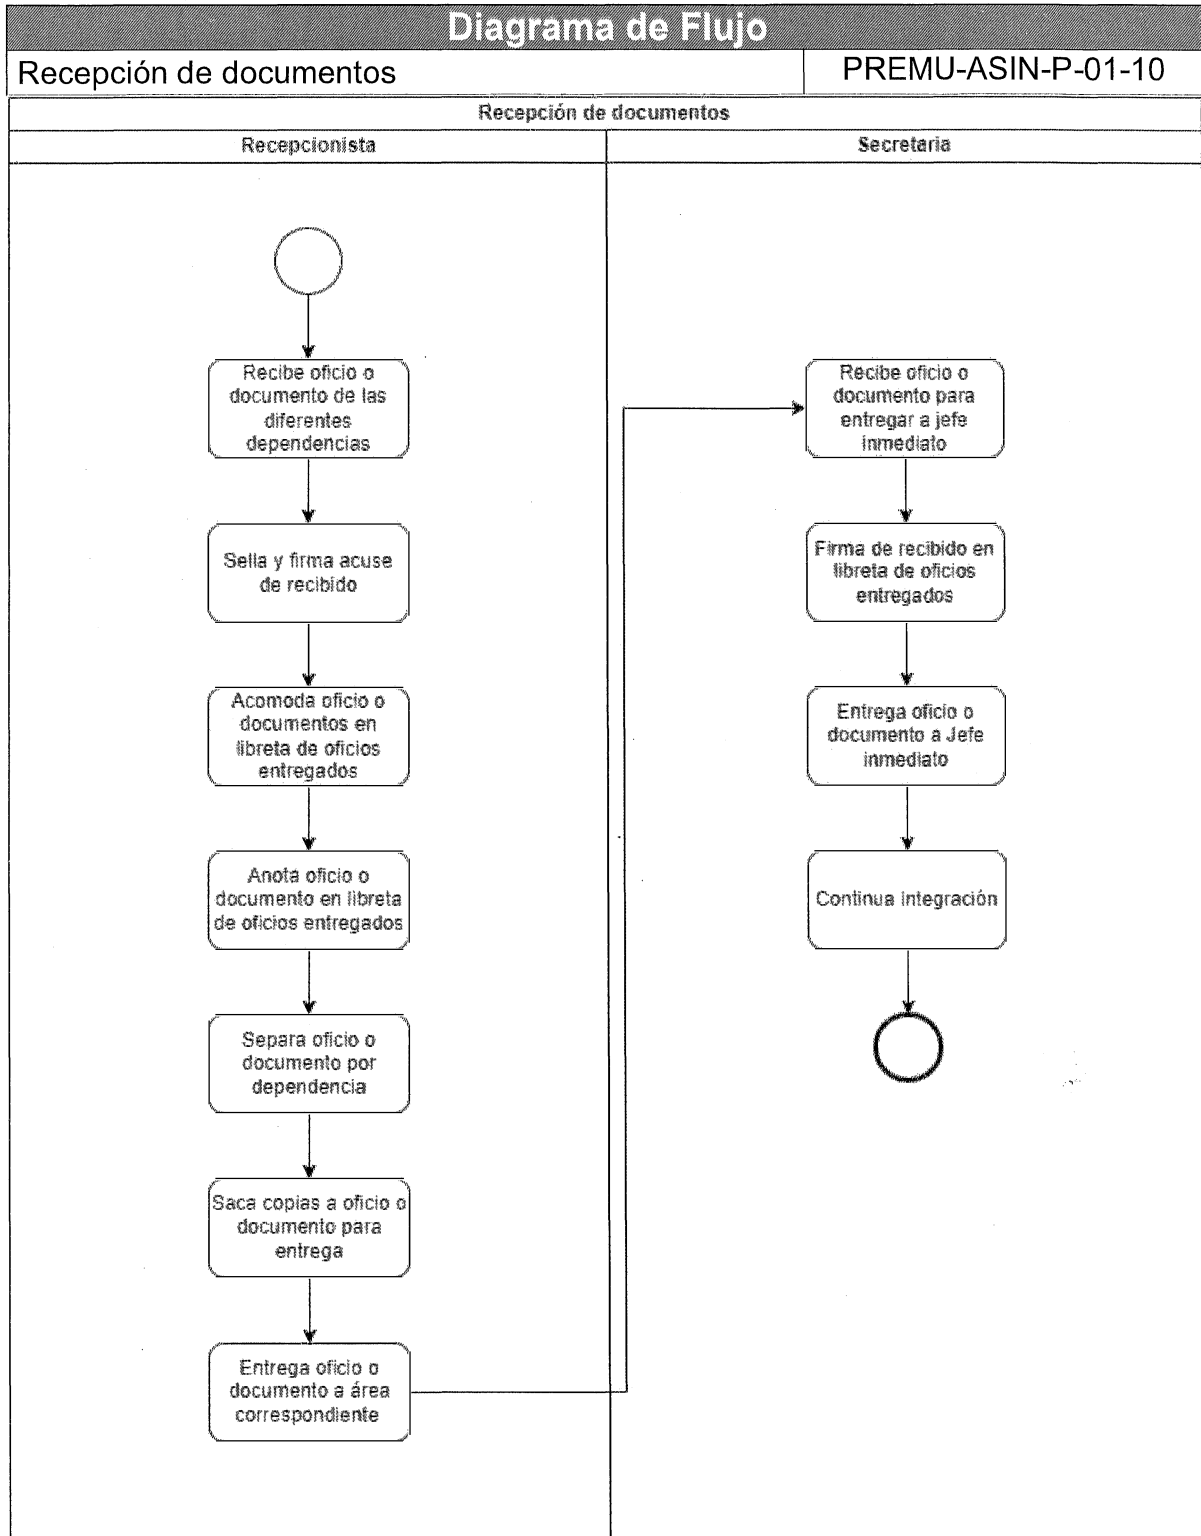 Diagrama de Flujo
Recepción de documentos
PREMU-ASIN-P-01-10
Recepción de documentos
Recepcionista
Secretaria
Recibe oficio o
documento de las
diferentes
dependencias
Sella y firma acuse
de recibido
Acomoda oficio o
documentos en
libreta de oficios
entregados
Anota oficio o
documento en libreta
de oficios entregados
Separa oficio o
documento por
dependencia
Saca copias a oficio o
documento para
entrega
Entrega oficio o
documento a área
correspondiente
Recibe oficio o
documento para
entregar a jefe
inmediato
Firma de recibido en
libreta de oficios
entregados
Entrega oficio o
documento a Jefe
inmediato
Continua integración